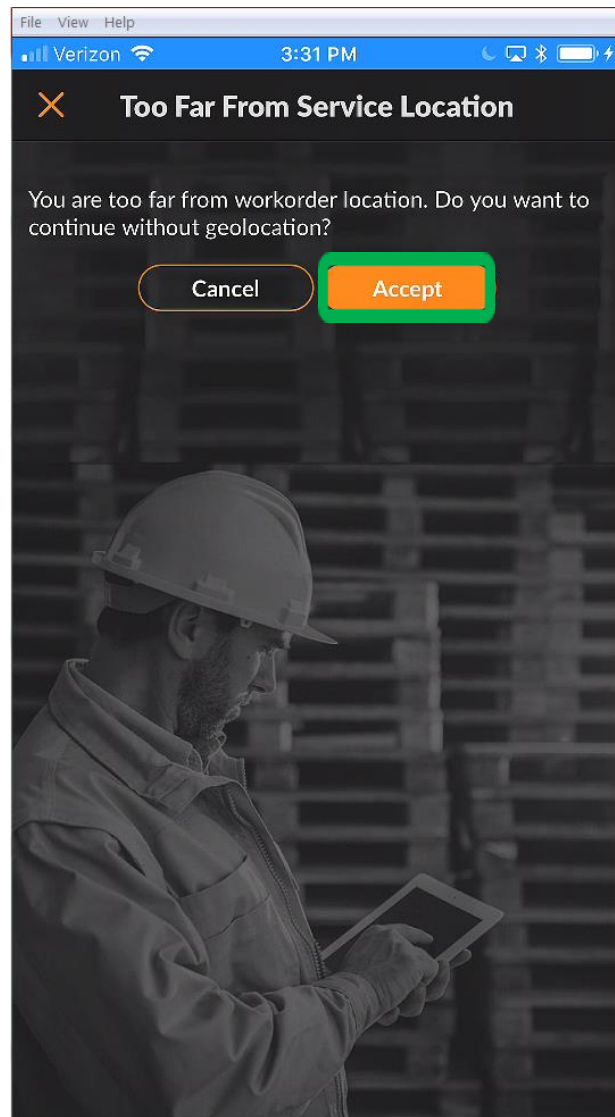 File View Help
Verizon 3:31 PM
Too Far From Service Location
You are too far from workorder location. Do you want to
continue without geolocation?
Cancel Accept